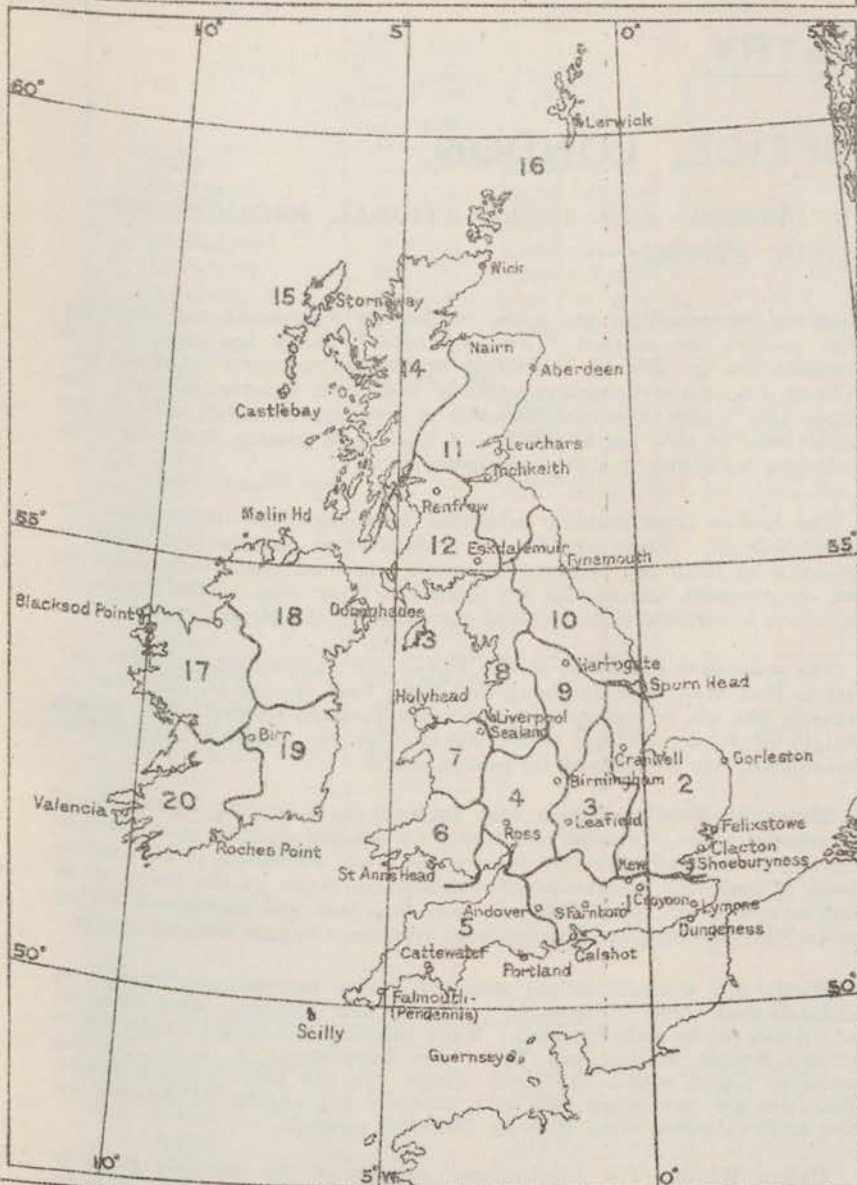 10°
5°
0°
60°
Lerwick
16
Wick
15
Stornoway
Nairn
14
Aberdeen
Castlebay
Leuchars
11
Inchkeith
Renfrew
Malin Hd
55°
12
Eskdalemuir
55°
Tynemouth
Blacksod Point
18
Donaghadee
10
13
17
8
Harrogate
9
Spurn Head
Holyhead
Liverpool
Sealand
Birr
19
Cranwell
Gorleston
7
Birmingham
2
4
3
Valencia
20
Ross
Leafield
Felixstowe
6
Clacton
Roches Point
Shoeburyness
St Anns Head
Kew
Croydon
1
Andover
S Farnboro
Lympne
5
Dungeness
Cattewater
Calshot
50°
Portland
Falmouth-
50°
(Pendennis)
Scilly
Guernsey
10°
5° W.
0°